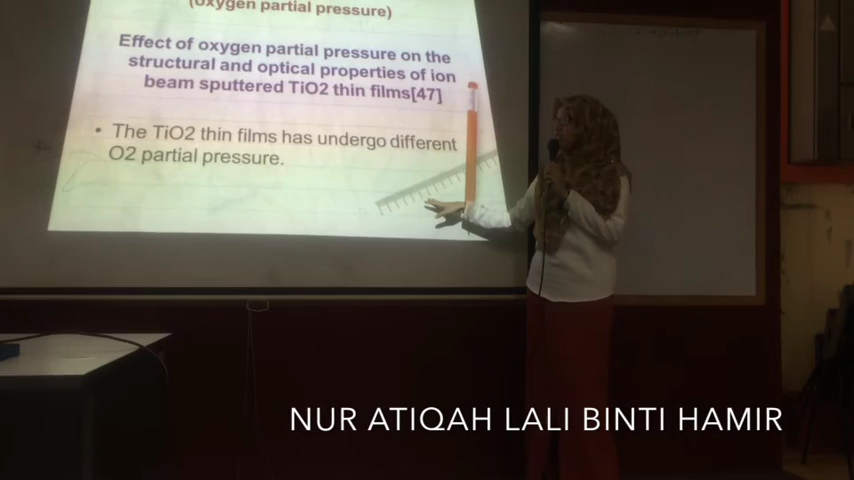 (oxygen partial pressure)
Effect of oxygen partial pressure on the
structural and optical properties of ion
beam sputtered TiO2 thin films[47]
• The TiO2 thin films has undergo different
O2 partial pressure.
NUR ATIQAH LALI BINTI HAMIR